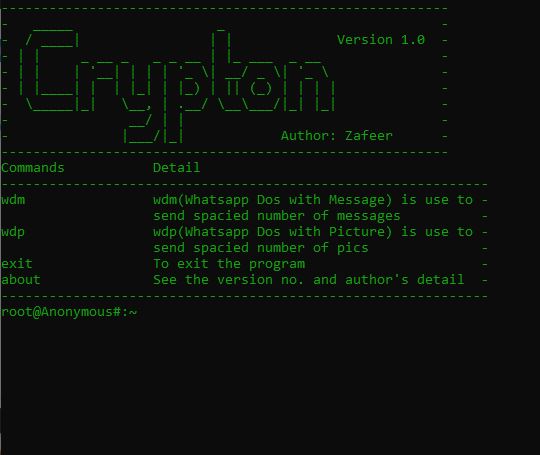 Crypton
Version 1.0
Author: Zafeer
Commands Detail
wdm wdm(Whatsapp Dos with Message) is use to -
send spacied number of messages -
wdp wdp(Whatsapp Dos with Picture) is use to -
send spacied number of pics -
exit To exit the program -
about See the version no. and author's detail -
root@Anonymous#:~